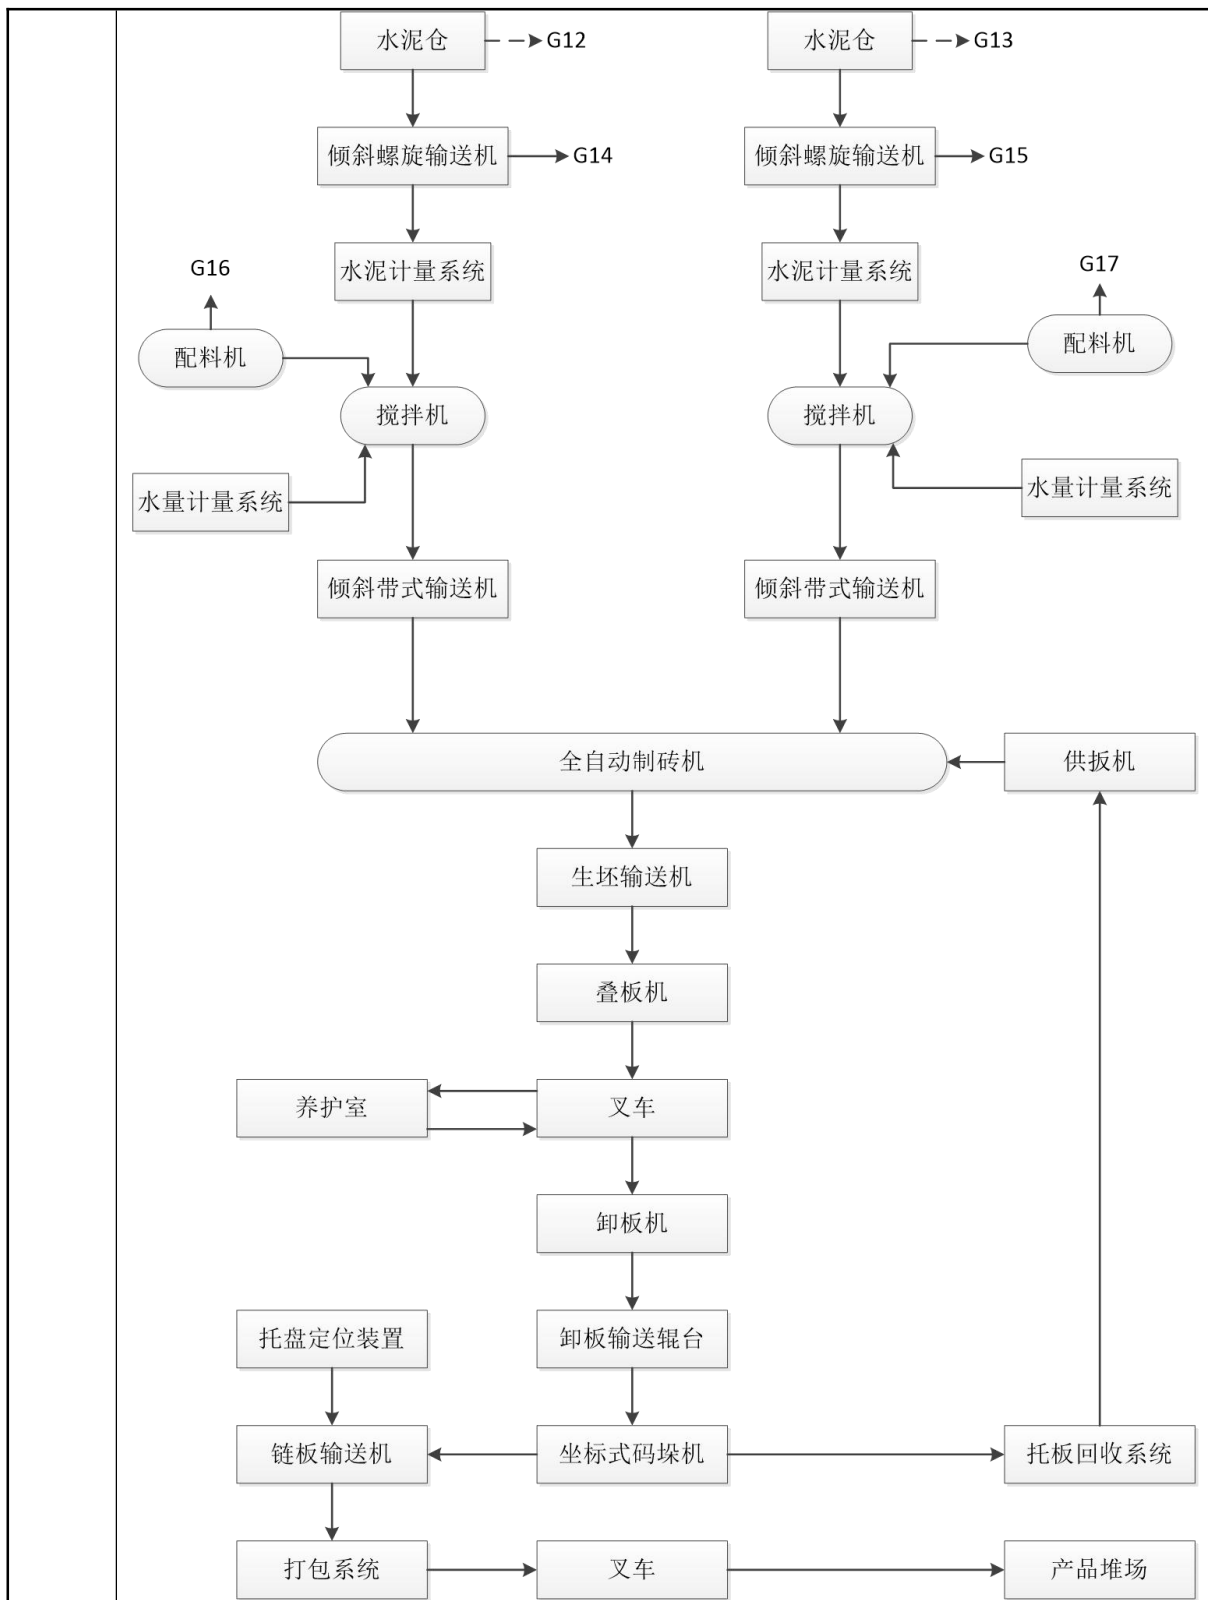 水泥仓 G12 水泥仓 G13
倾斜螺旋输送机 G14 倾斜螺旋输送机 G15
水泥计量系统 水泥计量系统
G16 G17
配料机 配料机
搅拌机 搅拌机
水量计量系统 水量计量系统
倾斜带式输送机 倾斜带式输送机
全自动制砖机 供扳机
生坯输送机
叠板机
养护室 叉车
卸板机
托盘定位装置 卸板输送辊台
链板输送机 坐标式码垛机 托板回收系统
打包系统 叉车 产品堆场